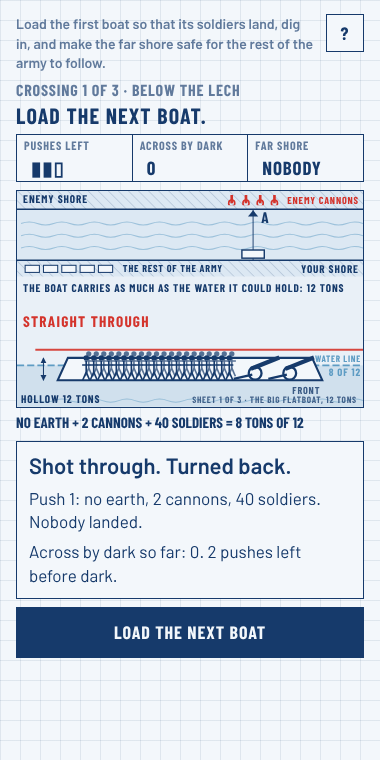 Load the first boat so that its soldiers land, dig
in, and make the far shore safe for the rest of the
army to follow.
?
CROSSING 1 OF 3 · BELOW THE LECH
LOAD THE NEXT BOAT.
PUSHES LEFT
ACROSS BY DARK
0
FAR SHORE
NOBODY
ENEMY SHORE
ENEMY CANNONS
A
THE REST OF THE ARMY
YOUR SHORE
THE BOAT CARRIES AS MUCH AS THE WATER IT COULD HOLD: 12 TONS
STRAIGHT THROUGH
WATER LINE
8 OF 12
FRONT
HOLLOW 12 TONS
SHEET 1 OF 3 · THE BIG FLATBOAT, 12 TONS
NO EARTH + 2 CANNONS + 40 SOLDIERS = 8 TONS OF 12
Shot through. Turned back.
Push 1: no earth, 2 cannons, 40 soldiers.
Nobody landed.
Across by dark so far: 0. 2 pushes left
before dark.
LOAD THE NEXT BOAT